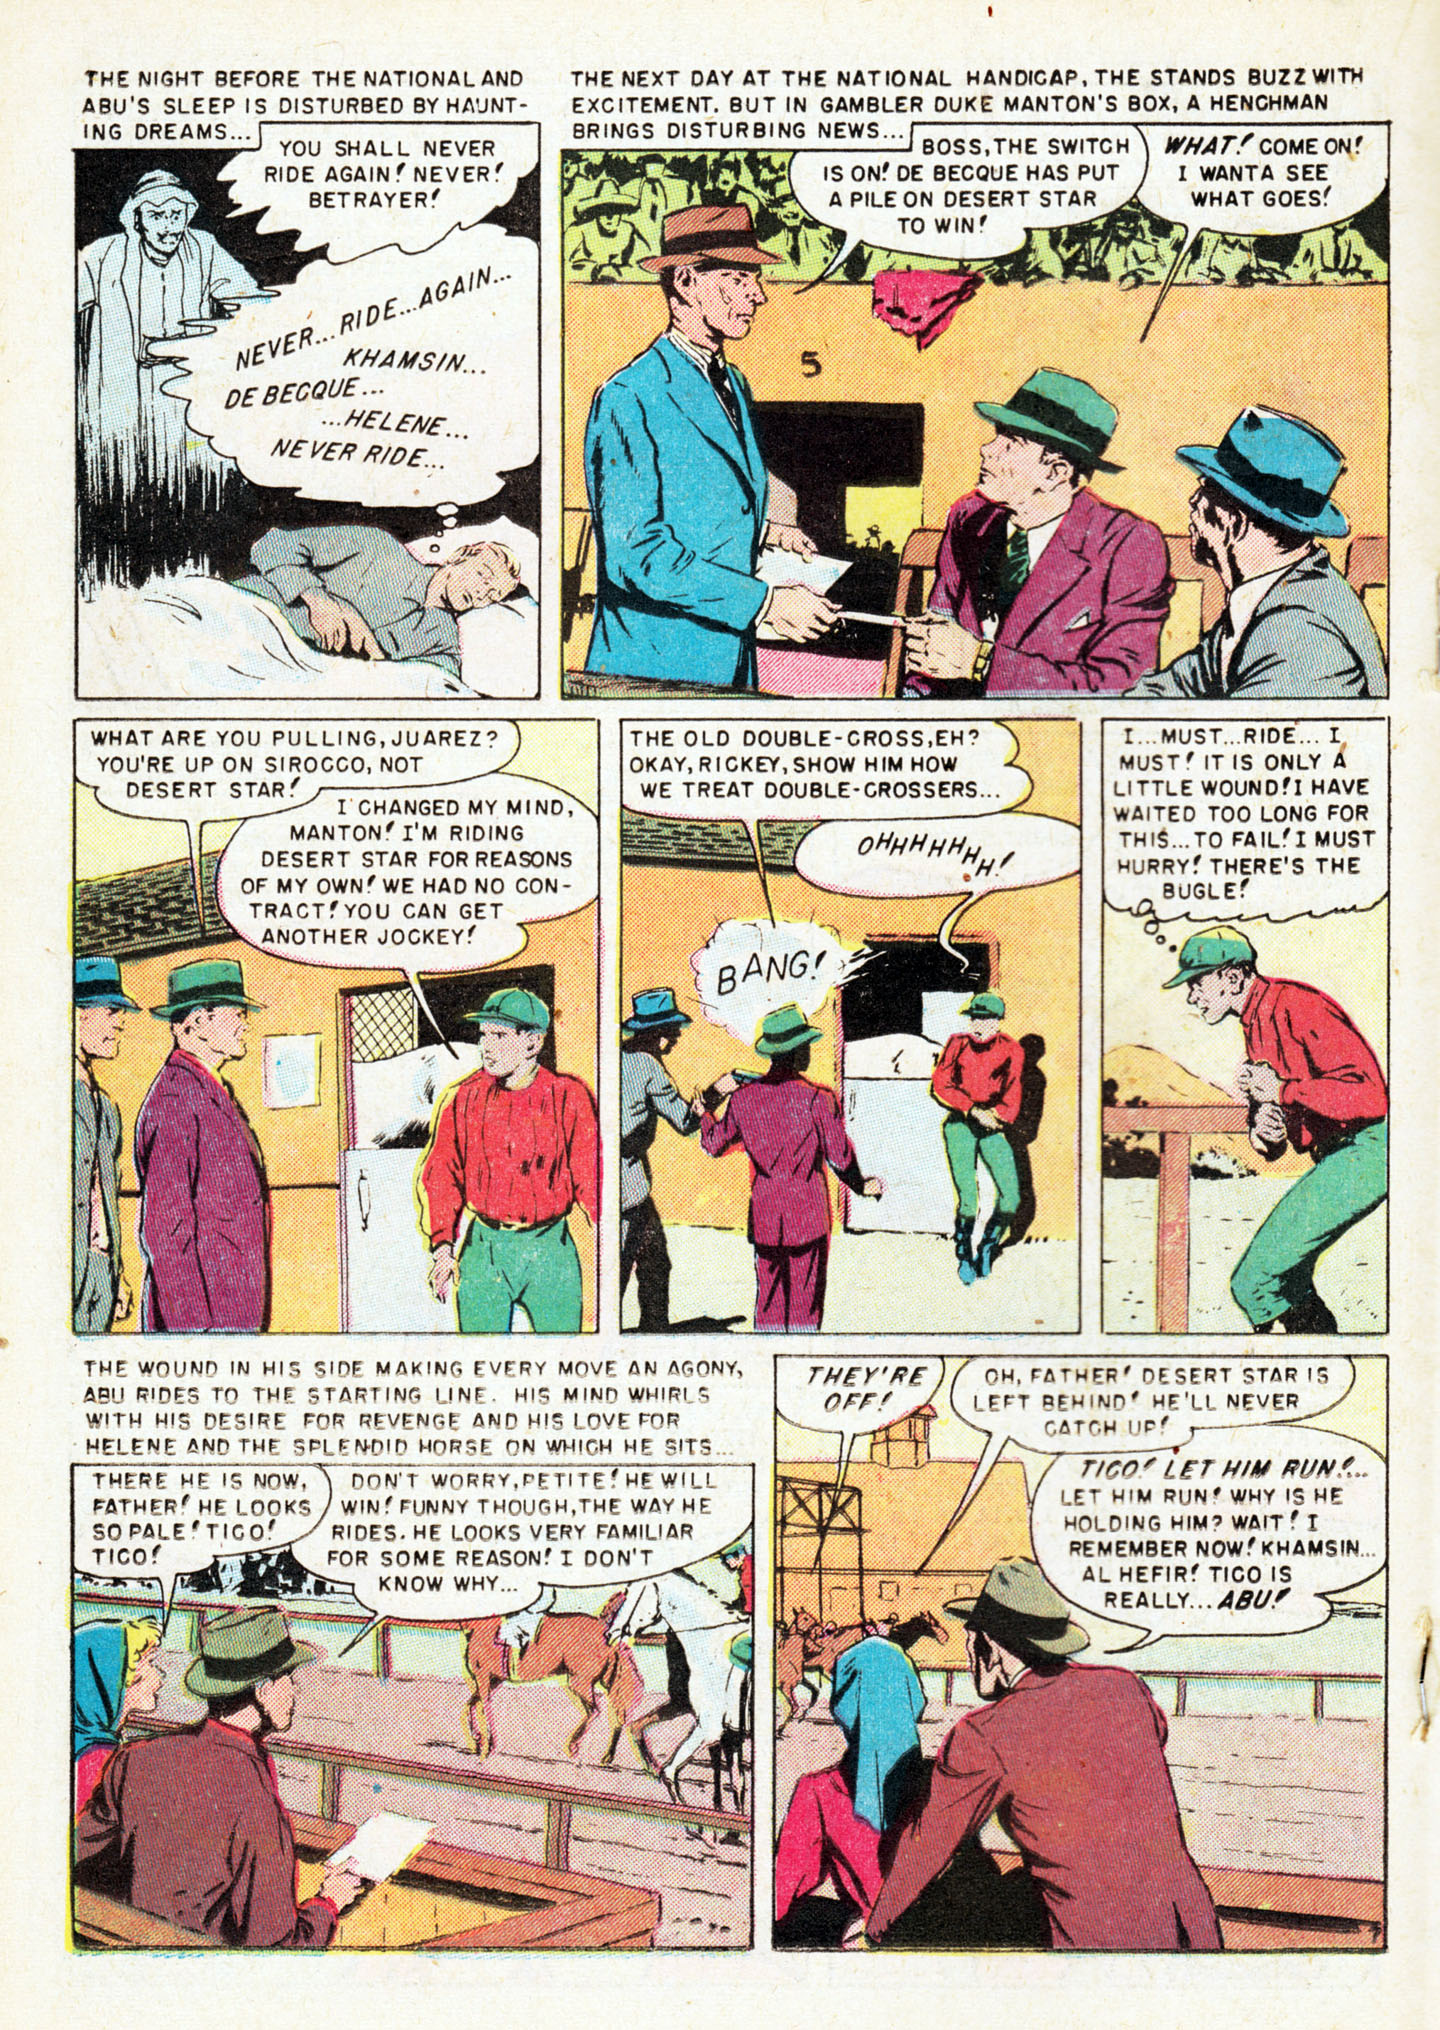 THE NIGHT BEFORE THE NATIONAL AND
ABU'S SLEEP IS DISTURBED BY HAUNT-
ING DREAMS...
YOU SHALL NEVER
RIDE AGAIN! NEVER!
BETRAYER!
NEVER...RIDE...AGAIN...
KHAMSIN...
DE BECQUE...
...HELENE...
NEVER RIDE...
THE NEXT DAY AT THE NATIONAL HANDICAP, THE STANDS BUZZ WITH
EXCITEMENT. BUT IN GAMBLER DUKE MANTON'S BOX, A HENCHMAN
BRINGS DISTURBING NEWS...
BOSS, THE SWITCH
IS ON! DE BECQUE HAS PUT
A PILE ON DESERT STAR
TO WIN!
WHAT! COME ON!
I WANTA SEE
WHAT GOES!
5
WHAT ARE YOU PULLING, JUAREZ?
YOU'RE UP ON SIROCCO, NOT
DESERT STAR!
I CHANGED MY MIND,
MANTON! I'M RIDING
DESERT STAR FOR REASONS
OF MY OWN! WE HAD NO CON-
TRACT! YOU CAN GET
ANOTHER JOCKEY!
THE OLD DOUBLE-CROSS, EH?
OKAY, RICKEY, SHOW HIM HOW
WE TREAT DOUBLE-CROSSERS...
OHHHHHHH!
BANG!
I...MUST...RIDE... I
MUST! IT IS ONLY A
LITTLE WOUND! I HAVE
WAITED TOO LONG FOR
THIS...TO FAIL! I MUST
HURRY! THERE'S THE
BUGLE!
THE WOUND IN HIS SIDE MAKING EVERY MOVE AN AGONY,
ABU RIDES TO THE STARTING LINE. HIS MIND WHIRLS
WITH HIS DESIRE FOR REVENGE AND HIS LOVE FOR
HELENE AND THE SPLENDID HORSE ON WHICH HE SITS...
THERE HE IS NOW,
FATHER! HE LOOKS
SO PALE! TICO!
TICO!
DON'T WORRY, PETITE! HE WILL
WIN! FUNNY THOUGH, THE WAY HE
RIDES. HE LOOKS VERY FAMILIAR
FOR SOME REASON! I DON'T
KNOW WHY...
THEY'RE
OFF!
OH, FATHER! DESERT STAR IS
LEFT BEHIND! HE'LL NEVER
CATCH UP!
TICO! LET HIM RUN!...
LET HIM RUN! WHY IS HE
HOLDING HIM? WAIT! I
REMEMBER NOW! KHAMSIN...
AL HEFIR! TICO IS
REALLY...ABU!
7